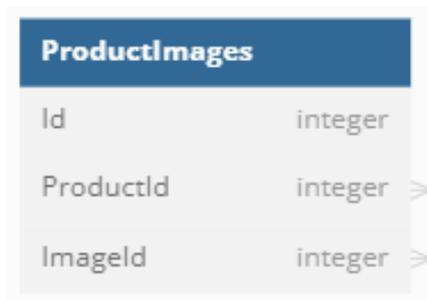 ProductImages
Id integer
ProductId integer
ImageId integer